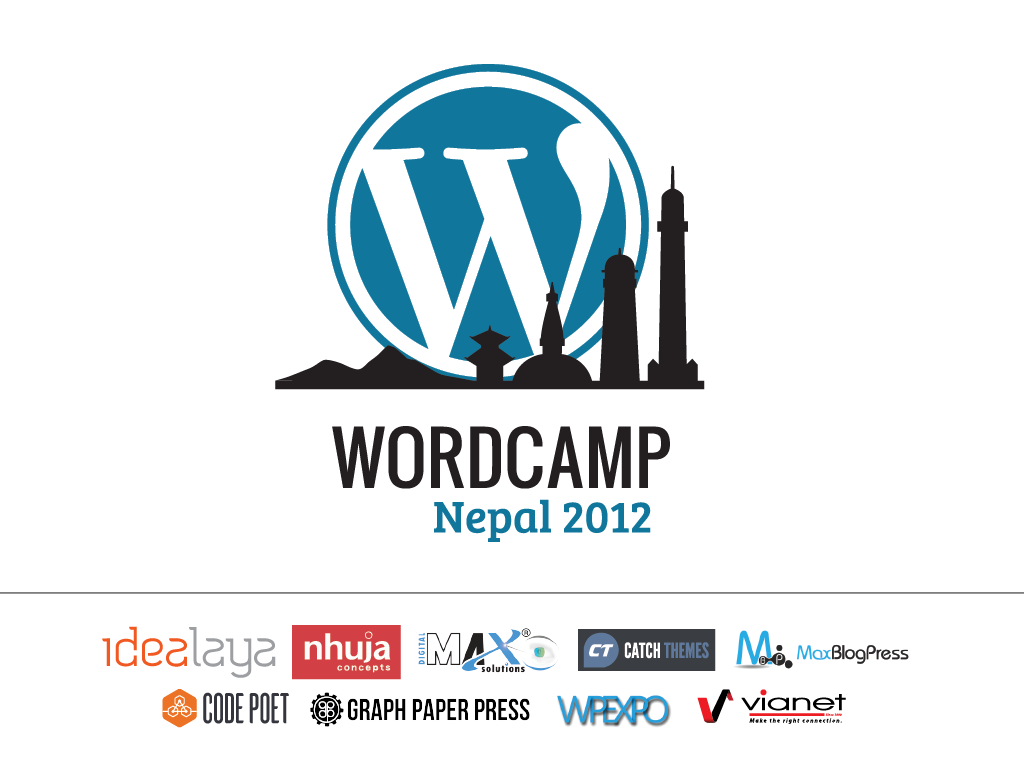 W
WORDCAMP
Nepal 2012
idealaya
nhuja
concepts
DIGITAL MAX®
solutions
CT CATCH THEMES
M B.P. MaxBlogPress
CODE POET
GRAPH PAPER PRESS
WPEXPO
vianet
Make the right connection.